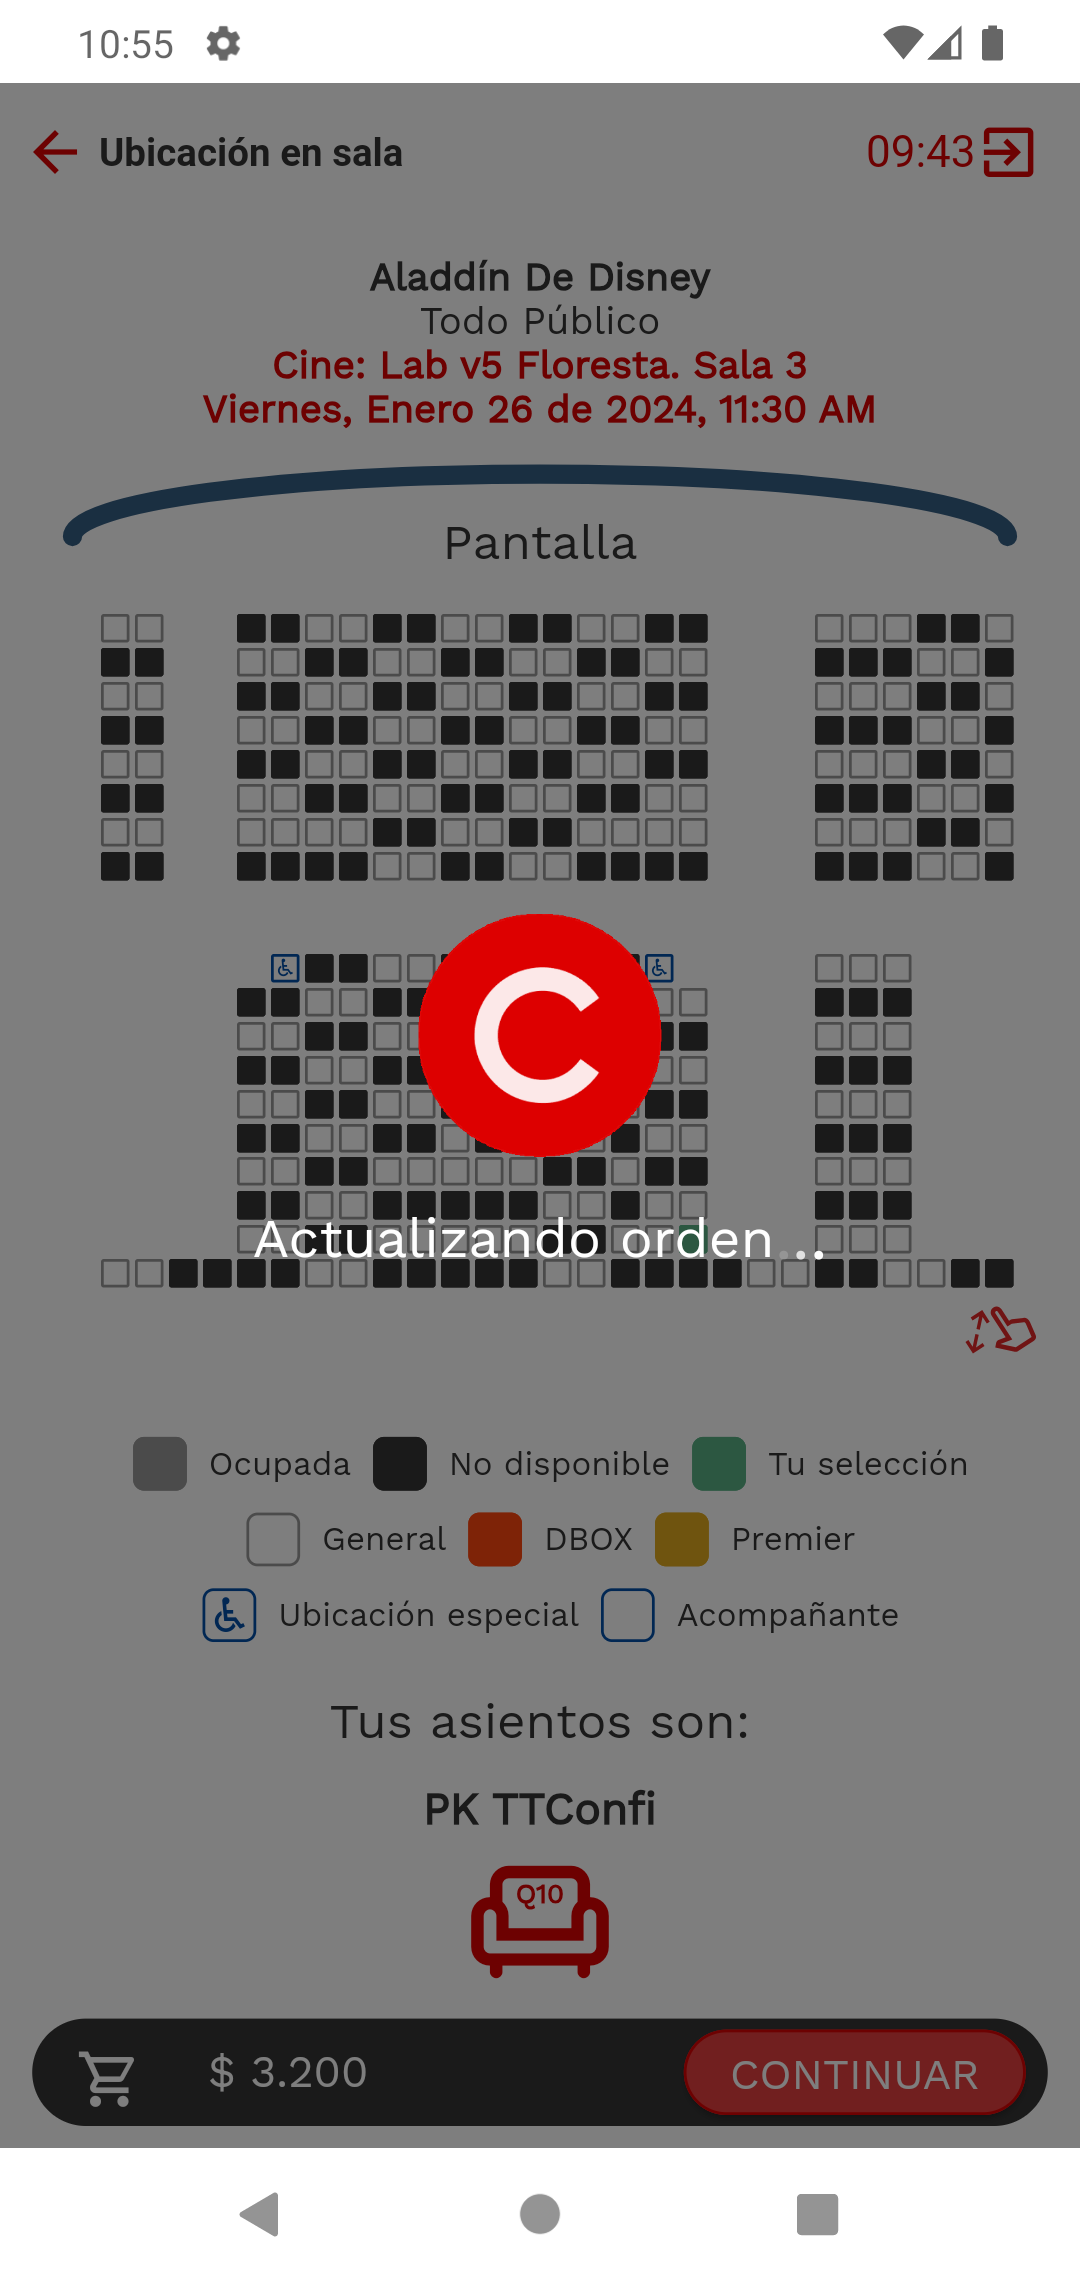 10:55
Ubicación en sala
09:43
Aladdín De Disney
Todo Público
Cine: Lab v5 Floresta. Sala 3
Viernes, Enero 26 de 2024, 11:30 AM
Pantalla
C
Actualizando orden...
Ocupada No disponible Tu selección
General DBOX Premier
Ubicación especial Acompañante
Tus asientos son:
PK TTConfi
Q10
$ 3.200
CONTINUAR